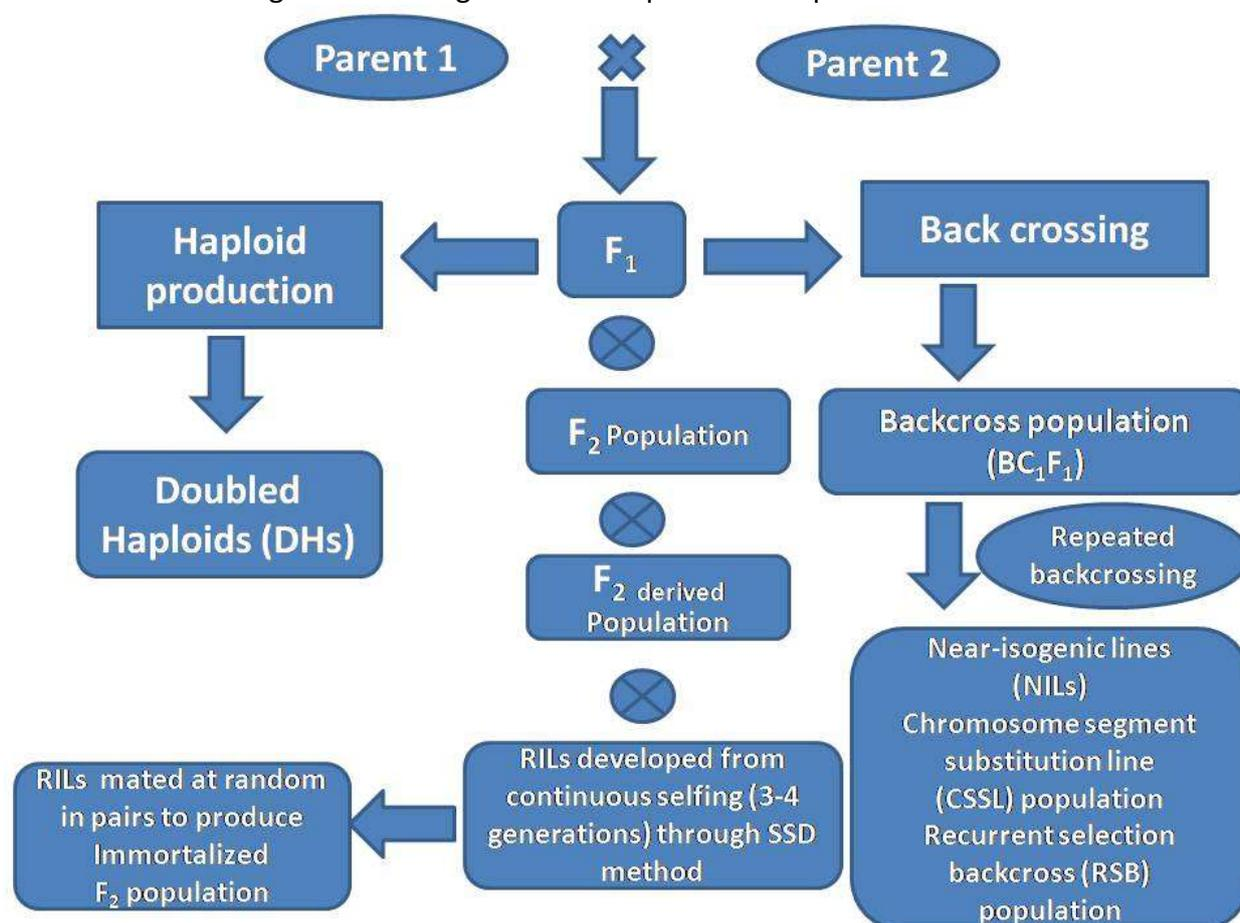 Parent 1
Parent 2
Haploid
production
F₁
Back crossing
F₂ Population
Backcross population
(BC₁F₁)
Doubled
Haploids (DHs)
Repeated
backcrossing
F₂ derived
Population
Near-isogenic lines
(NILs)
Chromosome segment
substitution line
(CSSL) population
Recurrent selection
backcross (RSB)
population
RILs developed from
continuous selfing (3-4
generations) through SSD
method
RILs mated at random
in pairs to produce
Immortalized
F₂ population